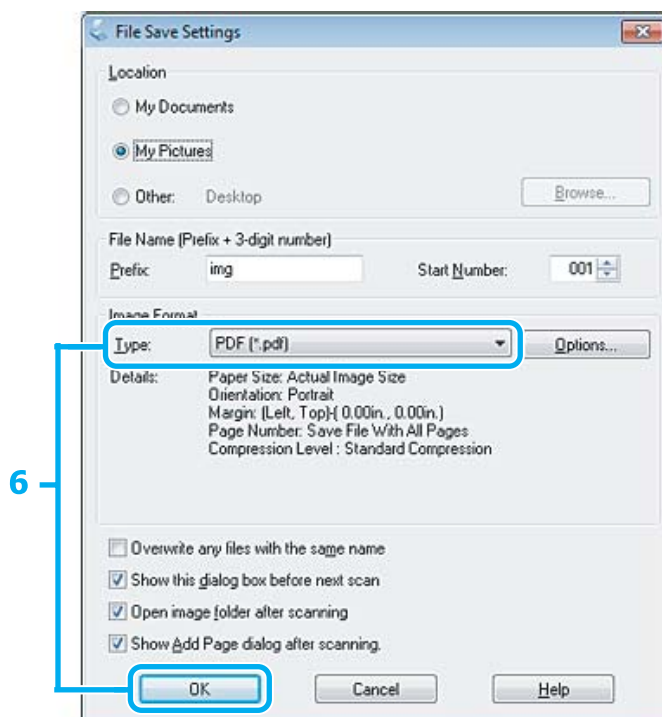 File Save Settings
Location
My Documents
My Pictures
Other: Desktop Browse...
File Name (Prefix + 3-digit number)
Prefix: img Start Number: 001
Image Format
Type: PDF (*.pdf) Options...
Details: Paper Size: Actual Image Size
Orientation: Portrait
Margin: (Left, Top)-( 0.00in., 0.00in.)
Page Number: Save File With All Pages
Compression Level : Standard Compression
6
Overwrite any files with the same name
Show this dialog box before next scan
Open image folder after scanning
Show Add Page dialog after scanning.
OK Cancel Help